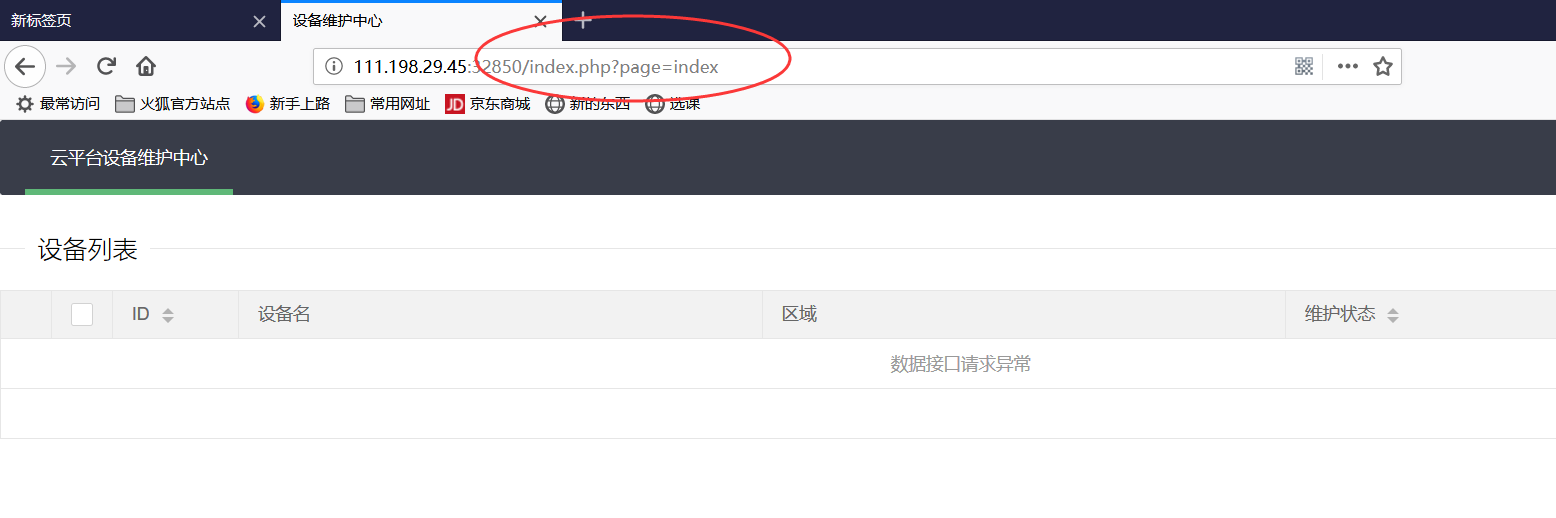 新标签页 设备维护中心
111.198.29.45:32850/index.php?page=index
最常访问 火狐官方站点 新手上路 常用网址 JD 京东商城 新的东西 选课
云平台设备维护中心
设备列表
ID 设备名 区域 维护状态
数据接口请求异常